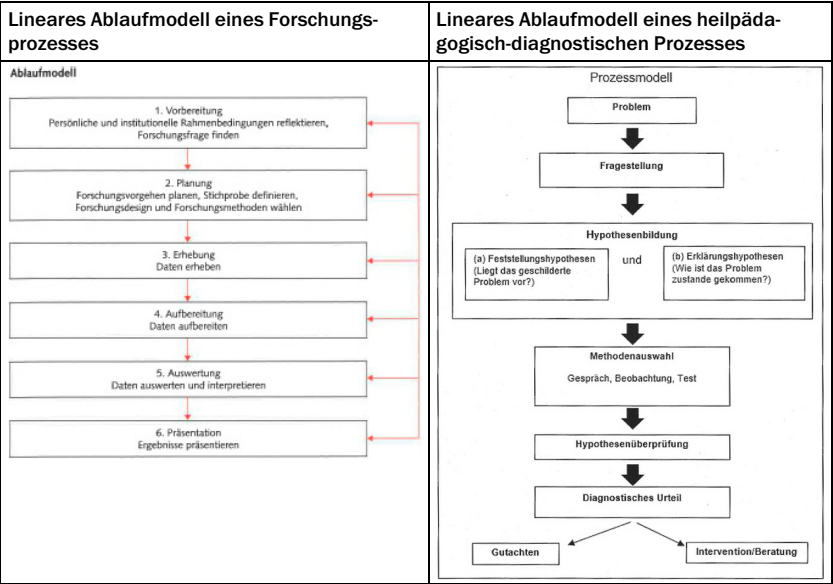 Lineares Ablaufmodell eines Forschungs-
prozesses
Lineares Ablaufmodell eines heilpäda-
gogisch-diagnostischen Prozesses
Ablaufmodell
1. Vorbereitung
Persönliche und institutionelle Rahmenbedingungen reflektieren,
Forschungsfrage finden
2. Planung
Forschungsvorgehen planen, Stichprobe definieren,
Forschungsdesign und Forschungsmethoden wählen
3. Erhebung
Daten erheben
4. Aufbereitung
Daten aufbereiten
5. Auswertung
Daten auswerten und interpretieren
6. Präsentation
Ergebnisse präsentieren
Prozessmodell
Problem
Fragestellung
Hypothesenbildung
(a) Feststellungshypothesen
(Liegt das geschilderte
Problem vor?)
und
(b) Erklärungshypothesen
(Wie ist das Problem
zustande gekommen?)
Methodenauswahl
Gespräch, Beobachtung, Test
Hypothesenüberprüfung
Diagnostisches Urteil
Gutachten
Intervention/Beratung